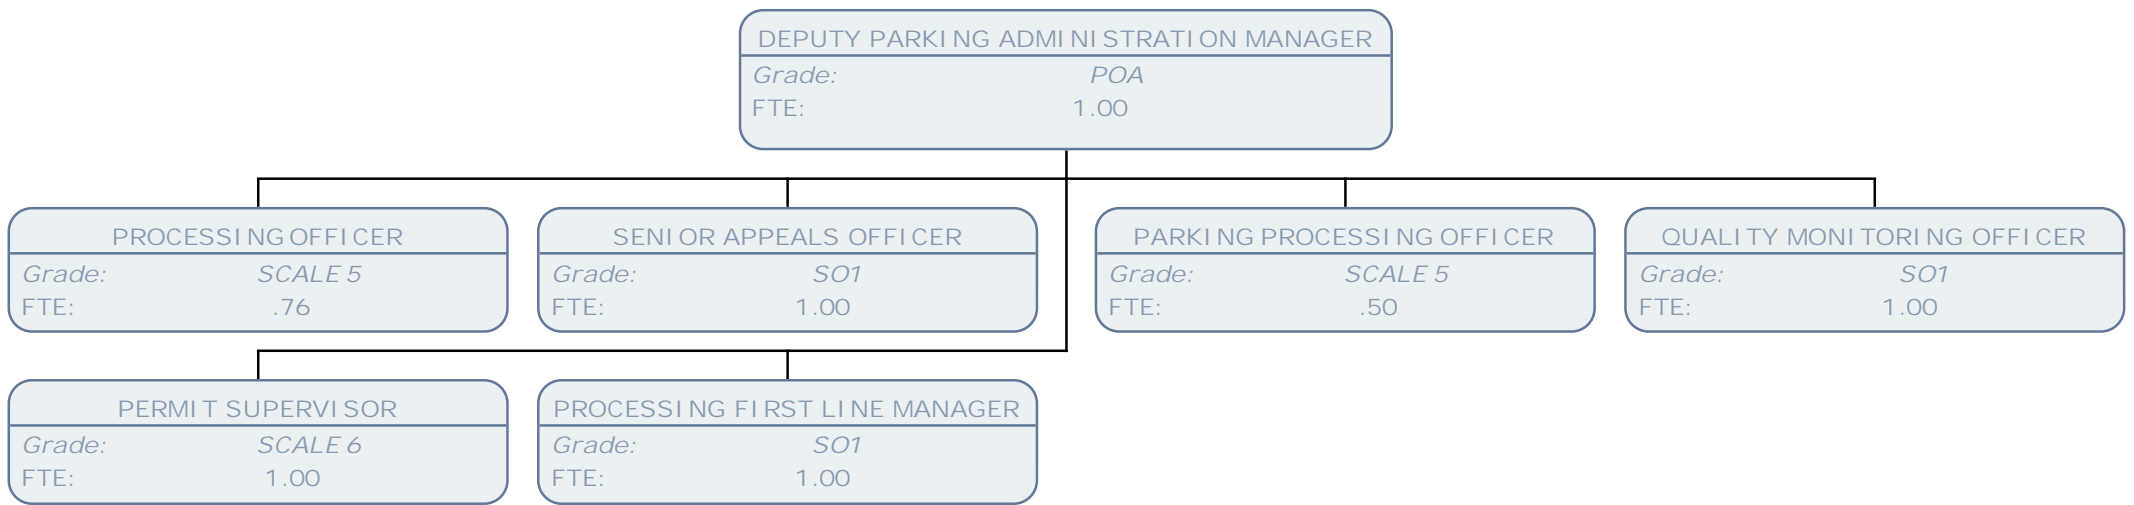 DEPUTY PARKING ADMINISTRATION MANAGER
Grade: POA
FTE: 1.00
PROCESSING OFFICER
Grade: SCALE 5
FTE: .76
SENIOR APPEALS OFFICER
Grade: SO1
FTE: 1.00
PARKING PROCESSING OFFICER
Grade: SCALE 5
FTE: .50
QUALITY MONITORING OFFICER
Grade: SO1
FTE: 1.00
PERMIT SUPERVISOR
Grade: SCALE 6
FTE: 1.00
PROCESSING FIRST LINE MANAGER
Grade: SO1
FTE: 1.00